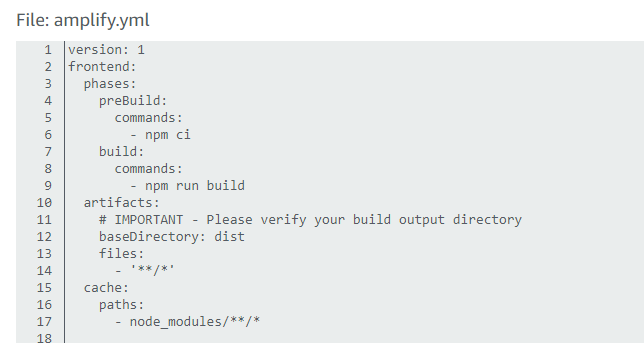 File: amplify.yml
1 version: 1
2 frontend:
3   phases:
4     preBuild:
5       commands:
6         - npm ci
7     build:
8       commands:
9         - npm run build
10   artifacts:
11     # IMPORTANT - Please verify your build output directory
12     baseDirectory: dist
13     files:
14       - '**/*'
15   cache:
16     paths:
17       - node_modules/**/*
18